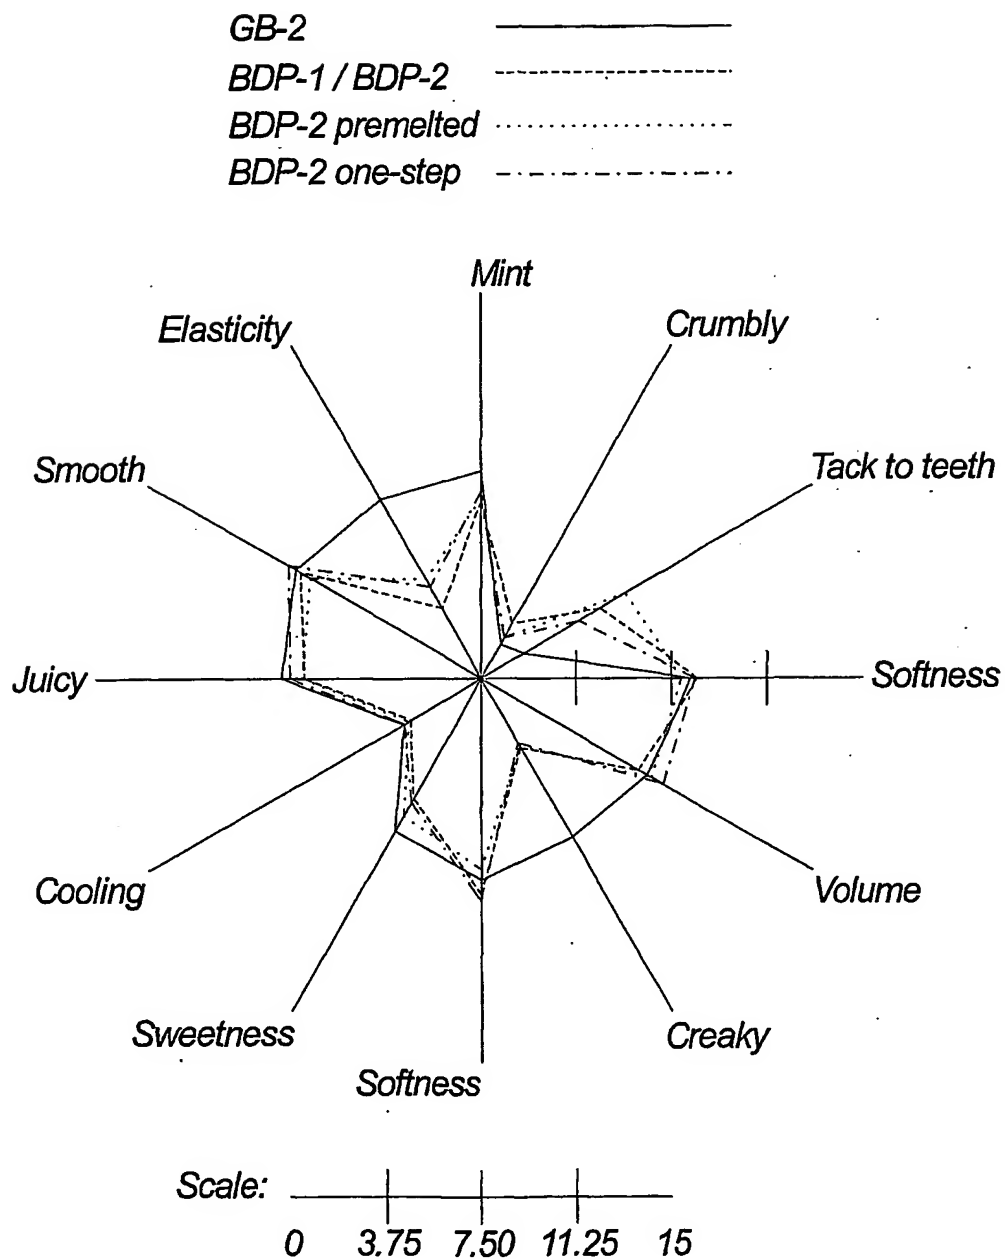 GB-2
BDP-1 / BDP-2
BDP-2 premelted
BDP-2 one-step
Mint
Elasticity
Crumbly
Smooth
Tack to teeth
Juicy
Softness
Cooling
Volume
Sweetness
Creaky
Softness
Scale:
0 3.75 7.50 11.25 15